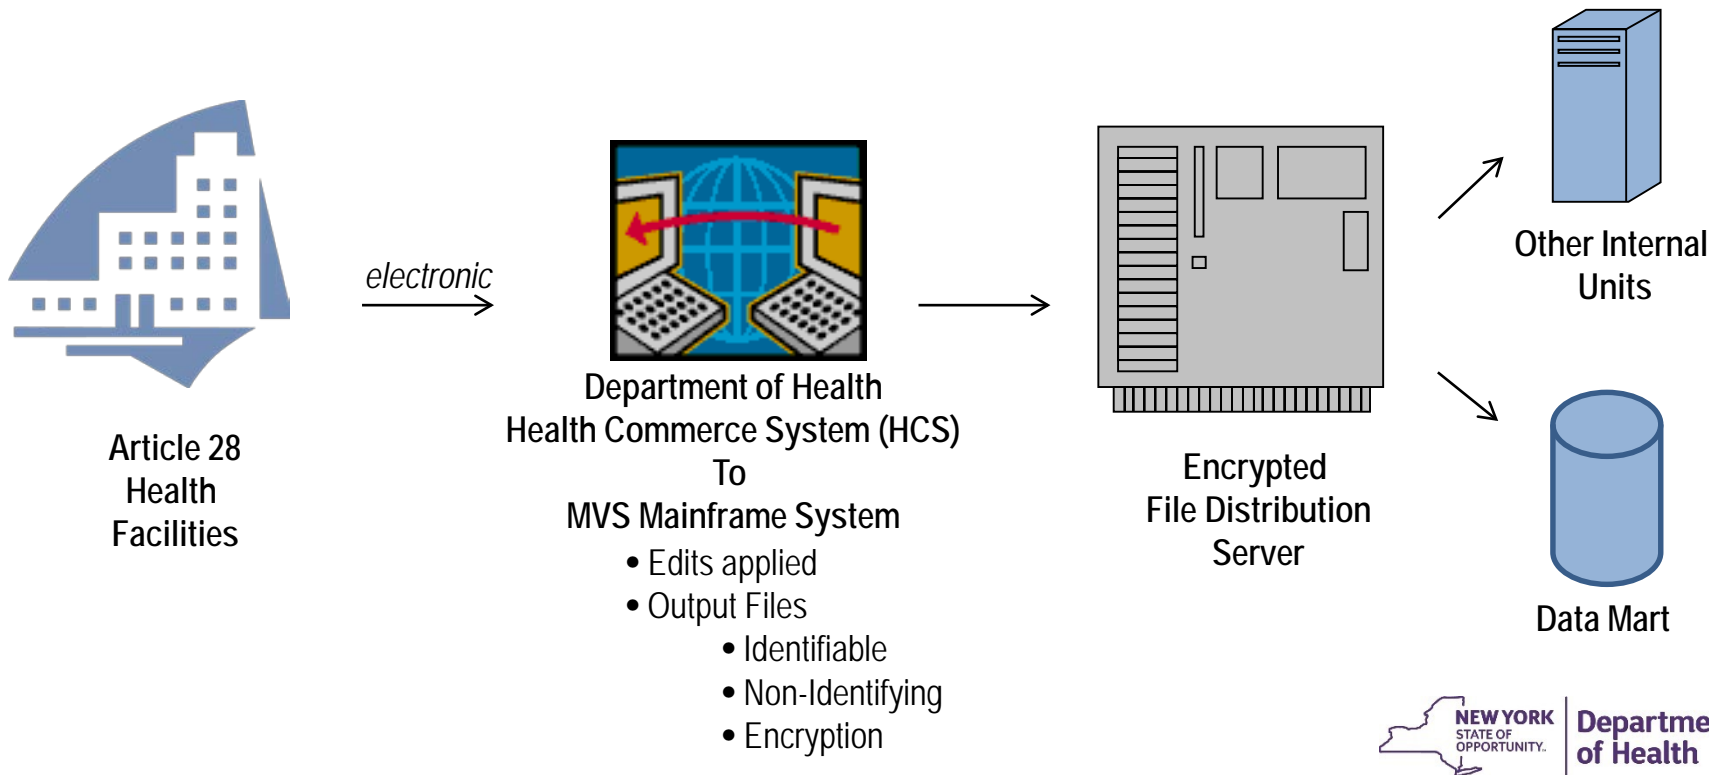 Article 28
Health
Facilities
electronic
Department of Health
Health Commerce System (HCS)
To
MVS Mainframe System
• Edits applied
• Output Files
• Identifiable
• Non-Identifying
• Encryption
Encrypted
File Distribution
Server
Other Internal
Units
Data Mart
NEW YORK
STATE OF
OPPORTUNITY.
Departme
of Health